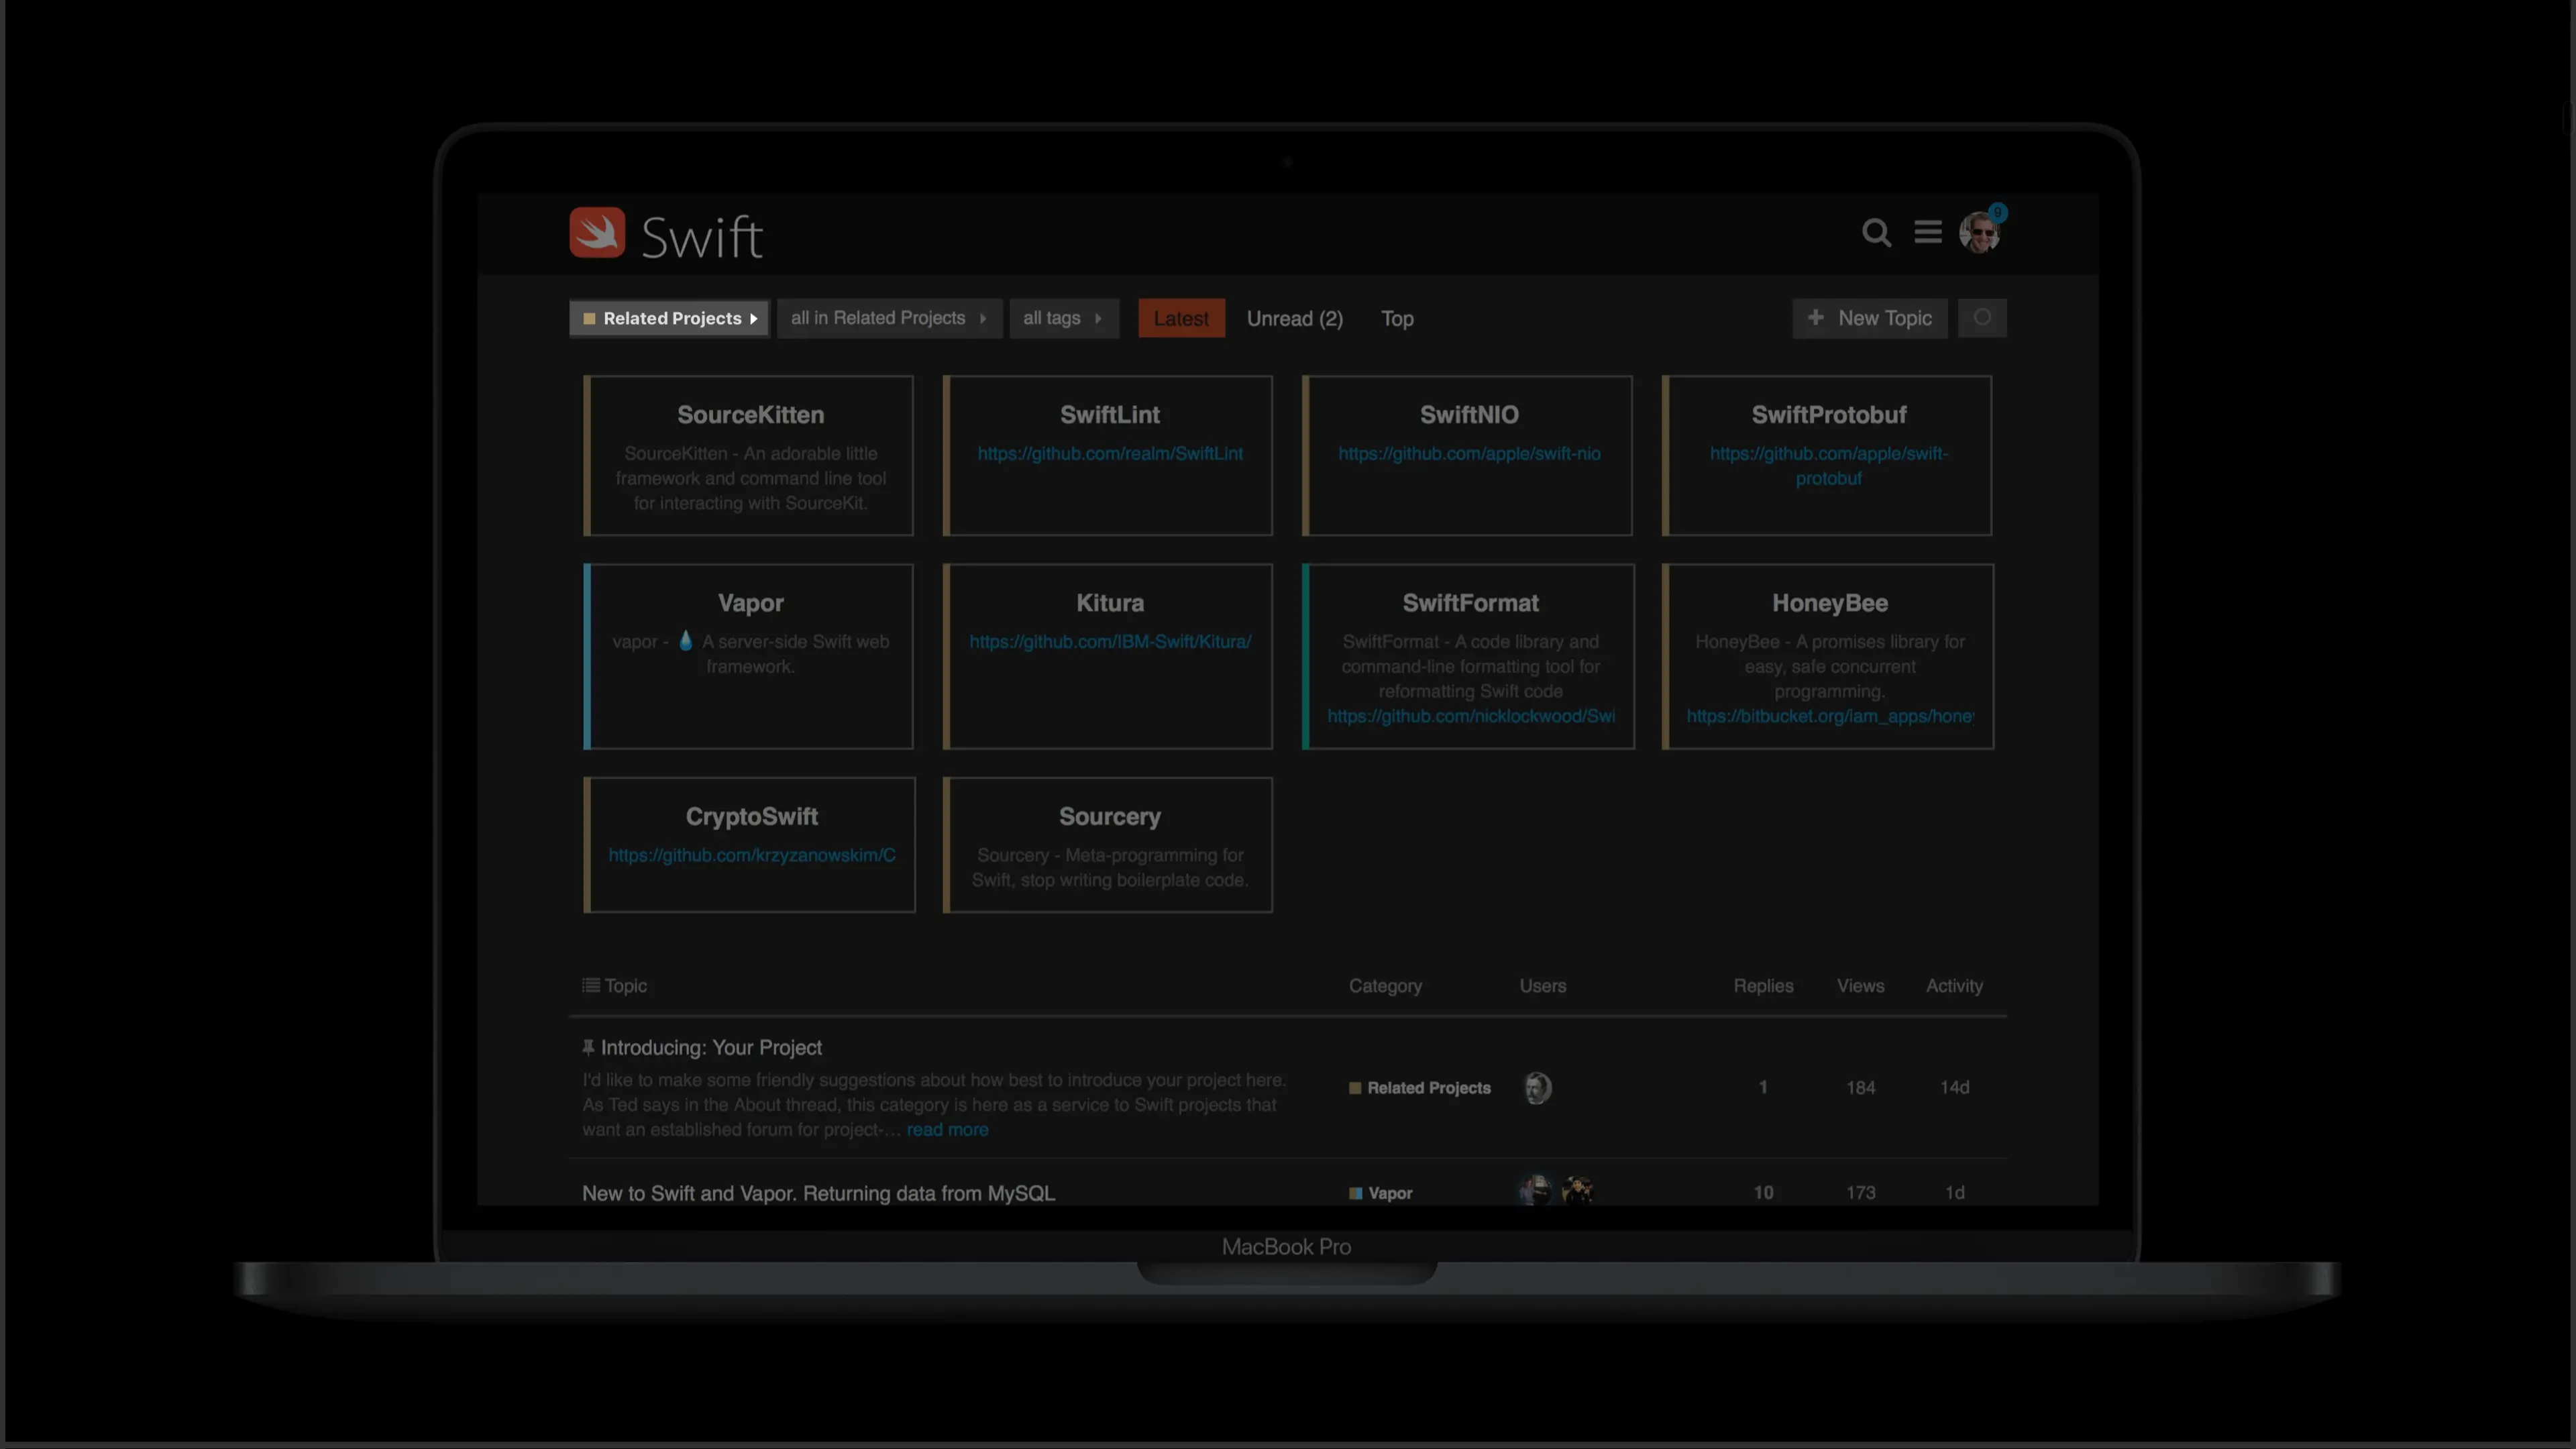 Swift
9
Related Projects
all in Related Projects
all tags
Latest
Unread (2)
Top
+ New Topic
SourceKitten
SourceKitten - An adorable little
framework and command line tool
for interacting with SourceKit.
SwiftLint
https://github.com/realm/SwiftLint
SwiftNIO
https://github.com/apple/swift-nio
SwiftProtobuf
https://github.com/apple/swift-
protobuf
Vapor
vapor - 💧 A server-side Swift web
framework.
Kitura
https://github.com/IBM-Swift/Kitura/
SwiftFormat
SwiftFormat - A code library and
command-line formatting tool for
reformatting Swift code
https://github.com/nicklockwood/Swi
HoneyBee
HoneyBee - A promises library for
easy, safe concurrent
programming.
https://bitbucket.org/iam_apps/hone
CryptoSwift
https://github.com/krzyzanowskim/C
Sourcery
Sourcery - Meta-programming for
Swift, stop writing boilerplate code.
Topic Category Users Replies Views Activity
Introducing: Your Project
I'd like to make some friendly suggestions about how best to introduce your project here.
As Ted says in the About thread, this category is here as a service to Swift projects that
want an established forum for project-… read more
Related Projects 1 184 14d
New to Swift and Vapor. Returning data from MySQL Vapor 10 173 1d
MacBook Pro